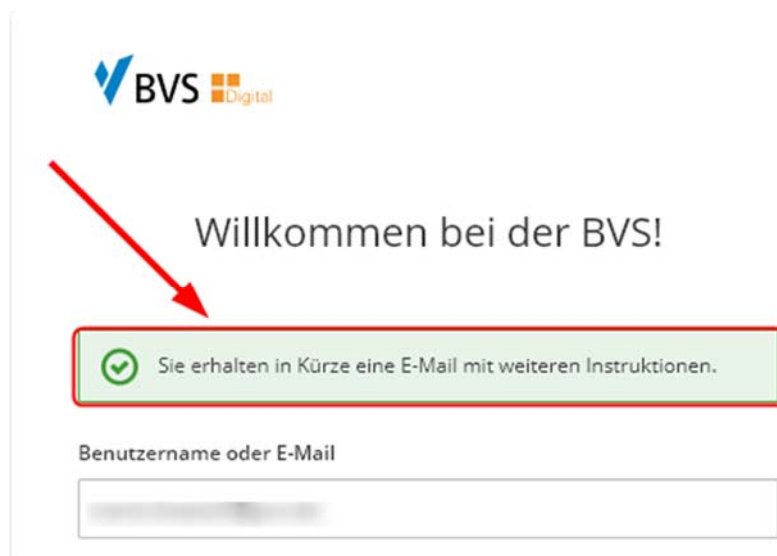 BVS Digital
Willkommen bei der BVS!
Sie erhalten in Kürze eine E-Mail mit weiteren Instruktionen.
Benutzername oder E-Mail